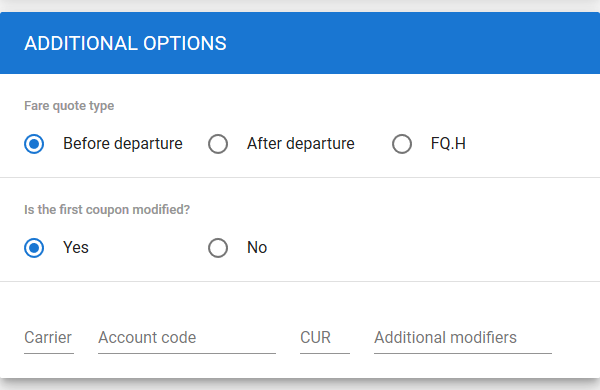 ADDITIONAL OPTIONS
Fare quote type
Before departure After departure FQ.H
Is the first coupon modified?
Yes No
Carrier Account code CUR Additional modifiers